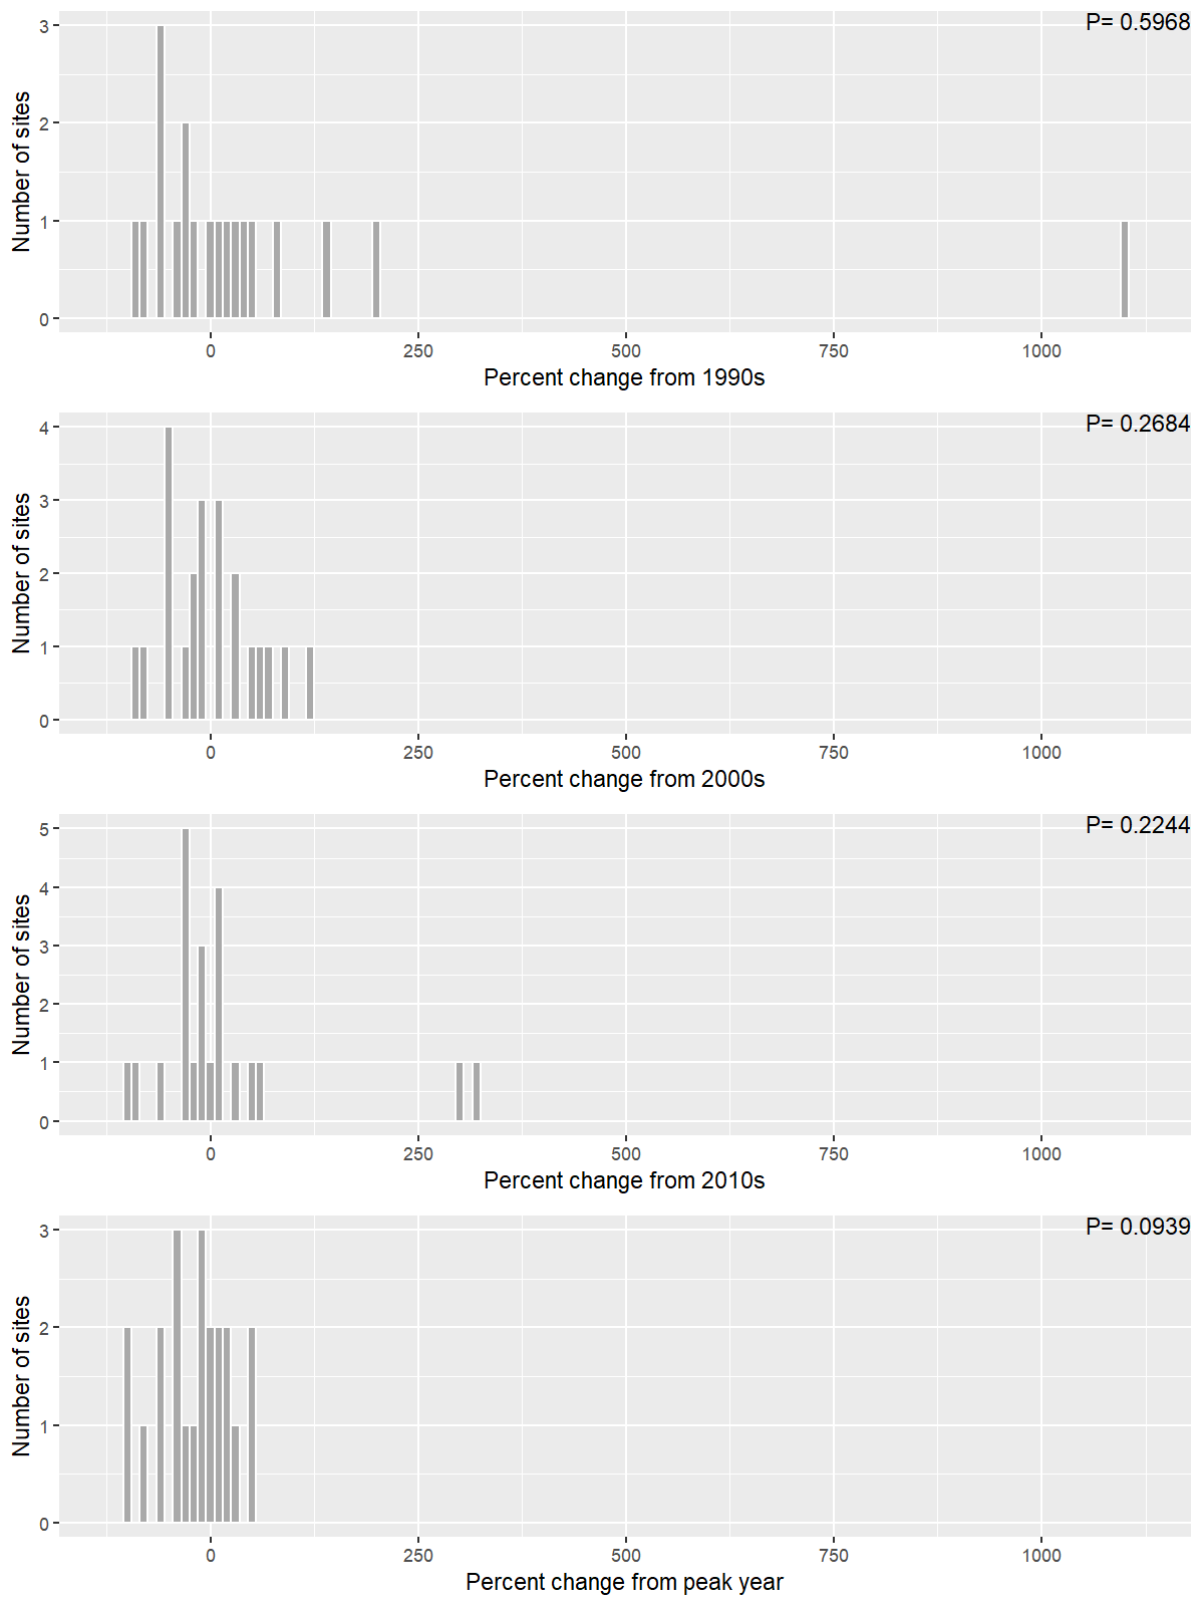 P= 0.5968
3
2
1
0
Number of sites
0 250 500 750 1000
Percent change from 1990s
P= 0.2684
4
3
2
1
0
Number of sites
0 250 500 750 1000
Percent change from 2000s
P= 0.2244
5
4
3
2
1
0
Number of sites
0 250 500 750 1000
Percent change from 2010s
P= 0.0939
3
2
1
0
Number of sites
0 250 500 750 1000
Percent change from peak year